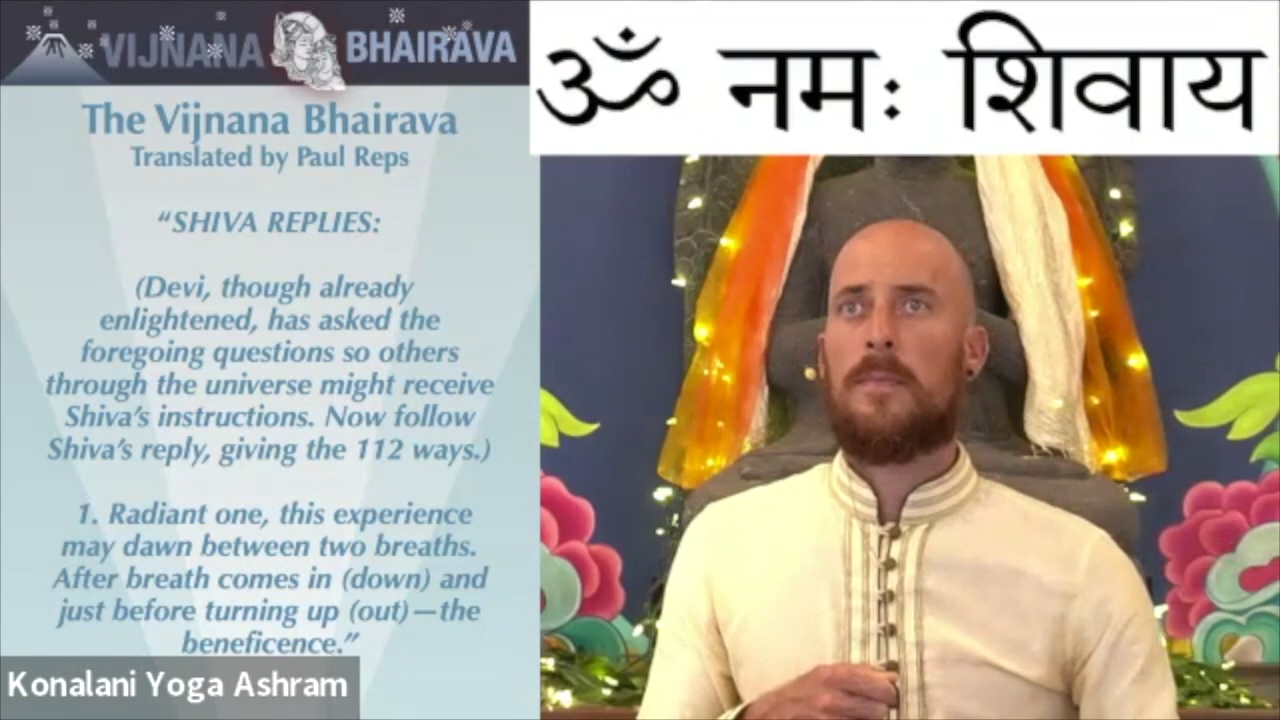 VIJNANA BHAIRAVA
The Vijnana Bhairava
Translated by Paul Reps
“SHIVA REPLIES:
(Devi, though already
enlightened, has asked the
foregoing questions so others
through the universe might receive
Shiva’s instructions. Now follow
Shiva’s reply, giving the 112 ways.)
1. Radiant one, this experience
may dawn between two breaths.
After breath comes in (down) and
just before turning up (out)—the
beneficence.”
Konalani Yoga Ashram
ॐ नमः शिवाय